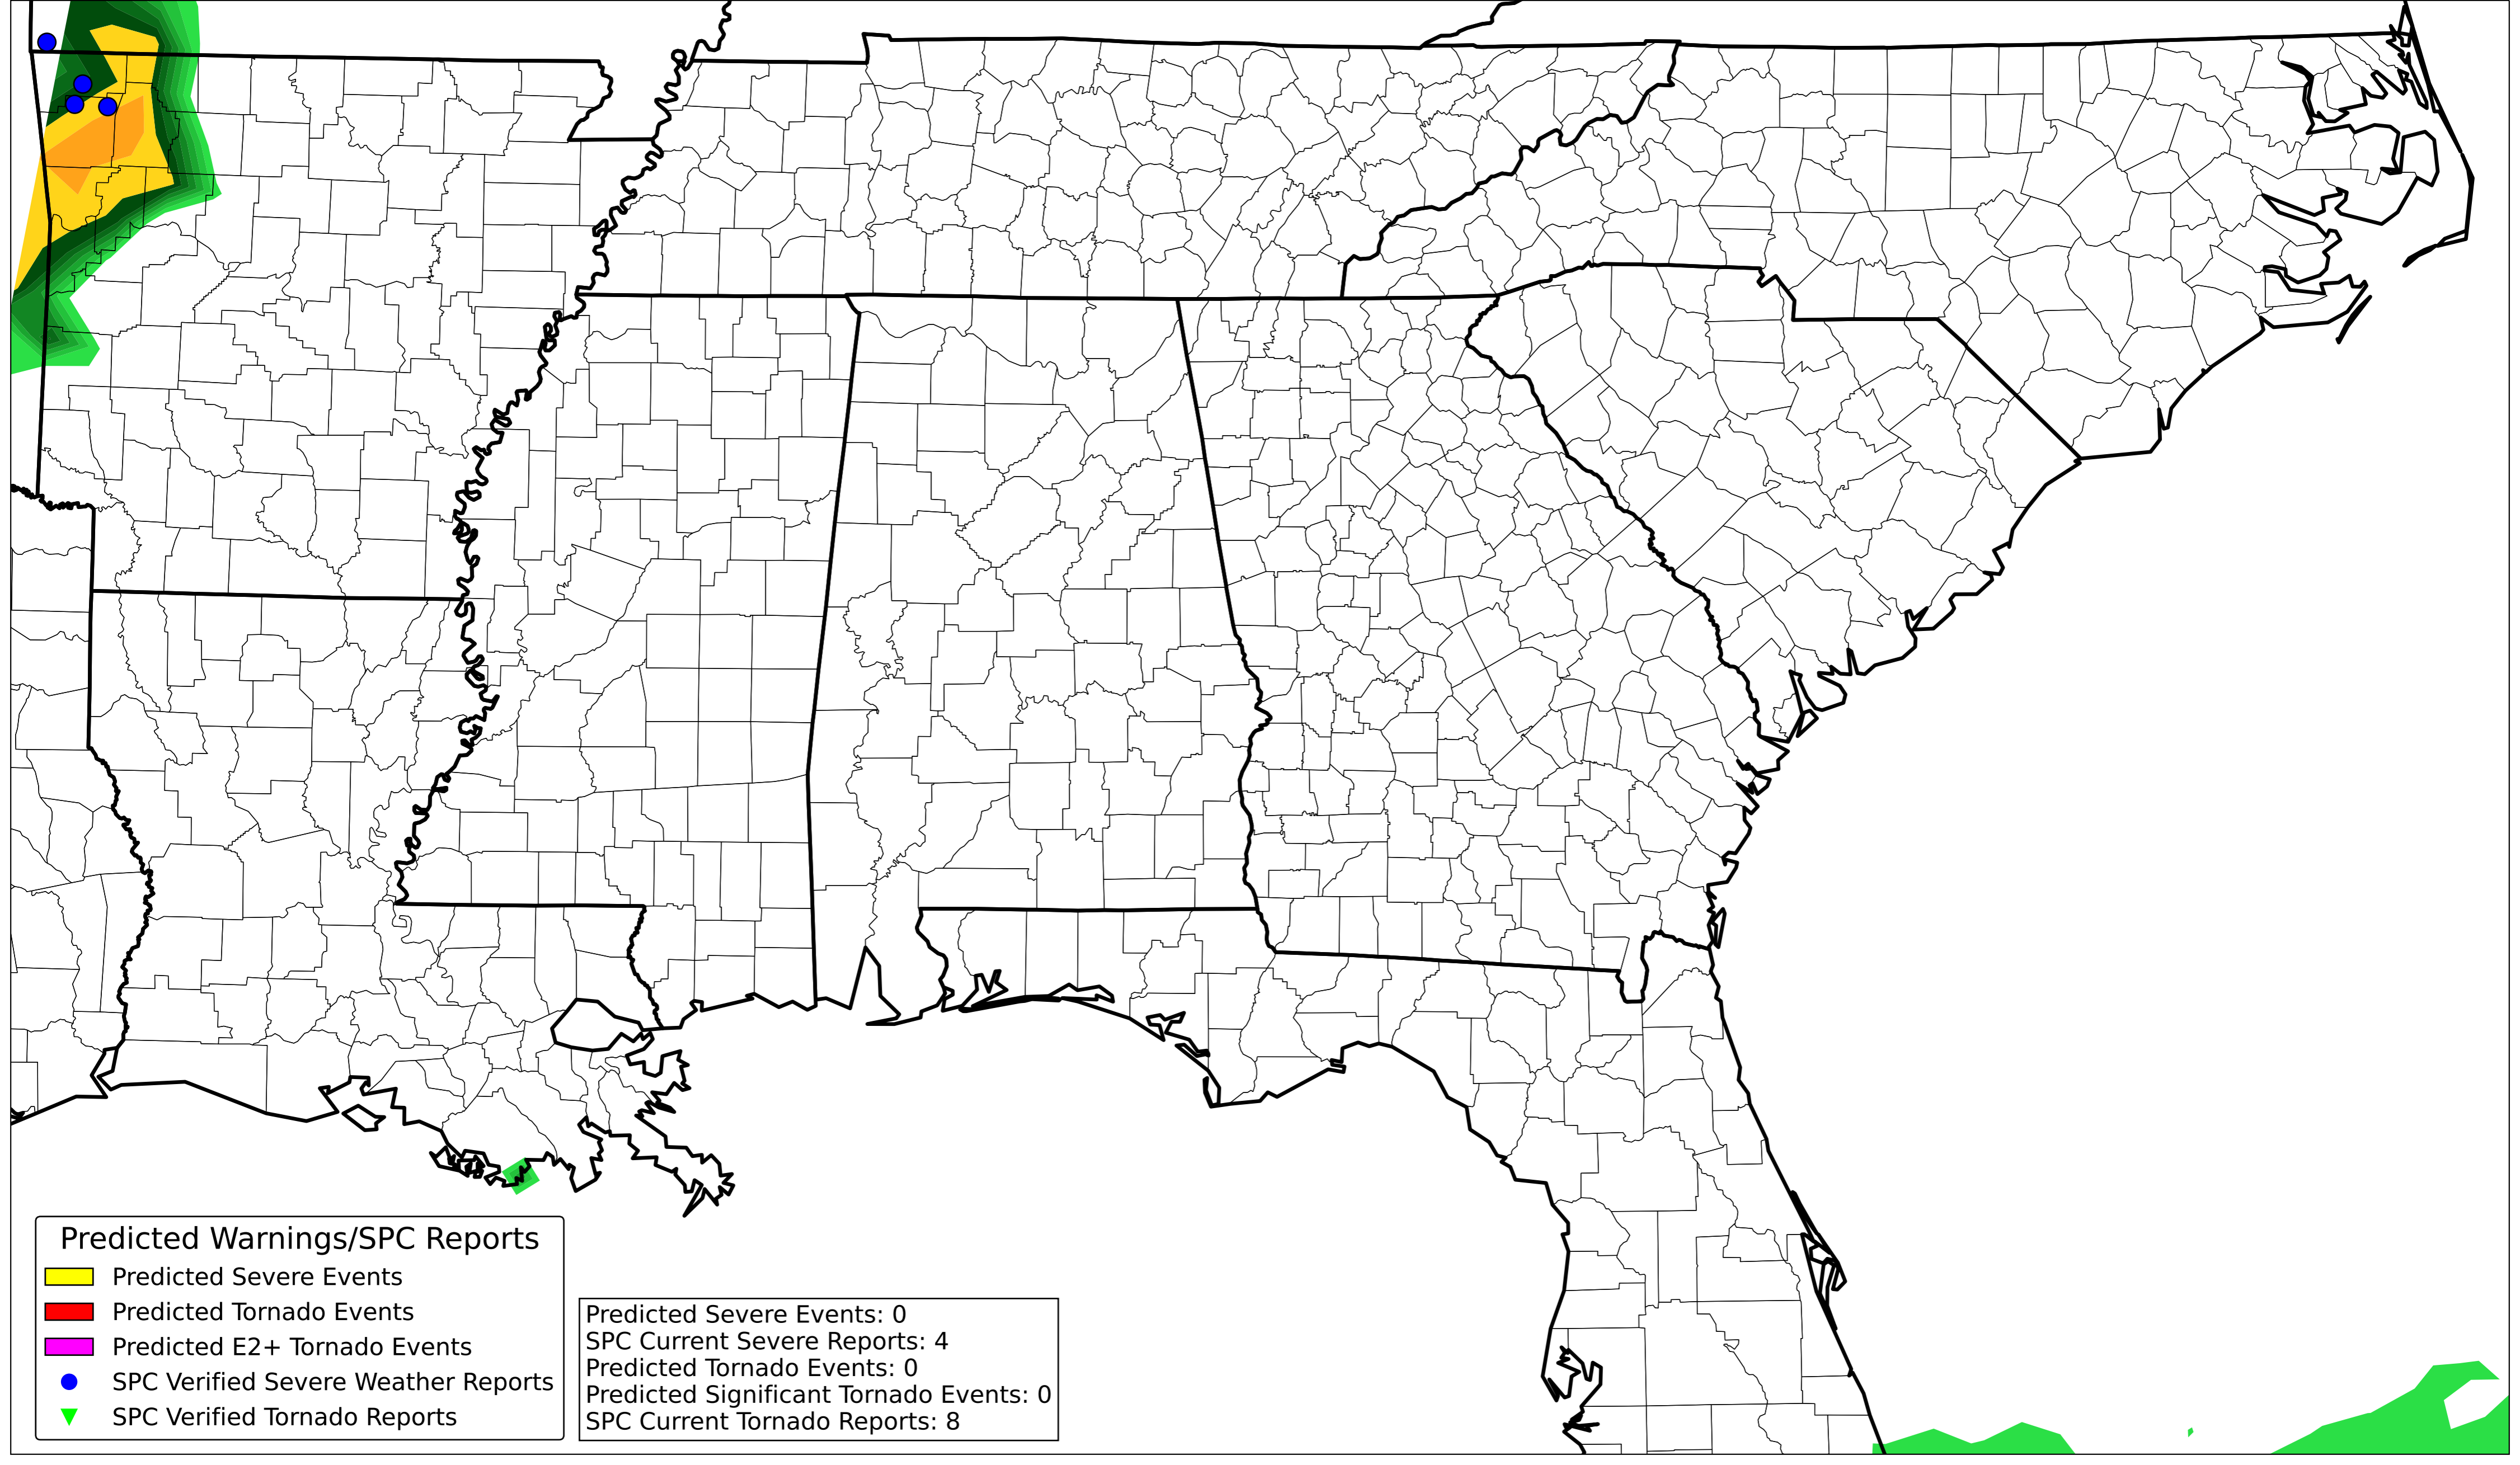 Predicted Warnings/SPC Reports
Predicted Severe Events
Predicted Tornado Events
Predicted E2+ Tornado Events
SPC Verified Severe Weather Reports
SPC Verified Tornado Reports
Predicted Severe Events: 0
SPC Current Severe Reports: 4
Predicted Tornado Events: 0
Predicted Significant Tornado Events: 0
SPC Current Tornado Reports: 8